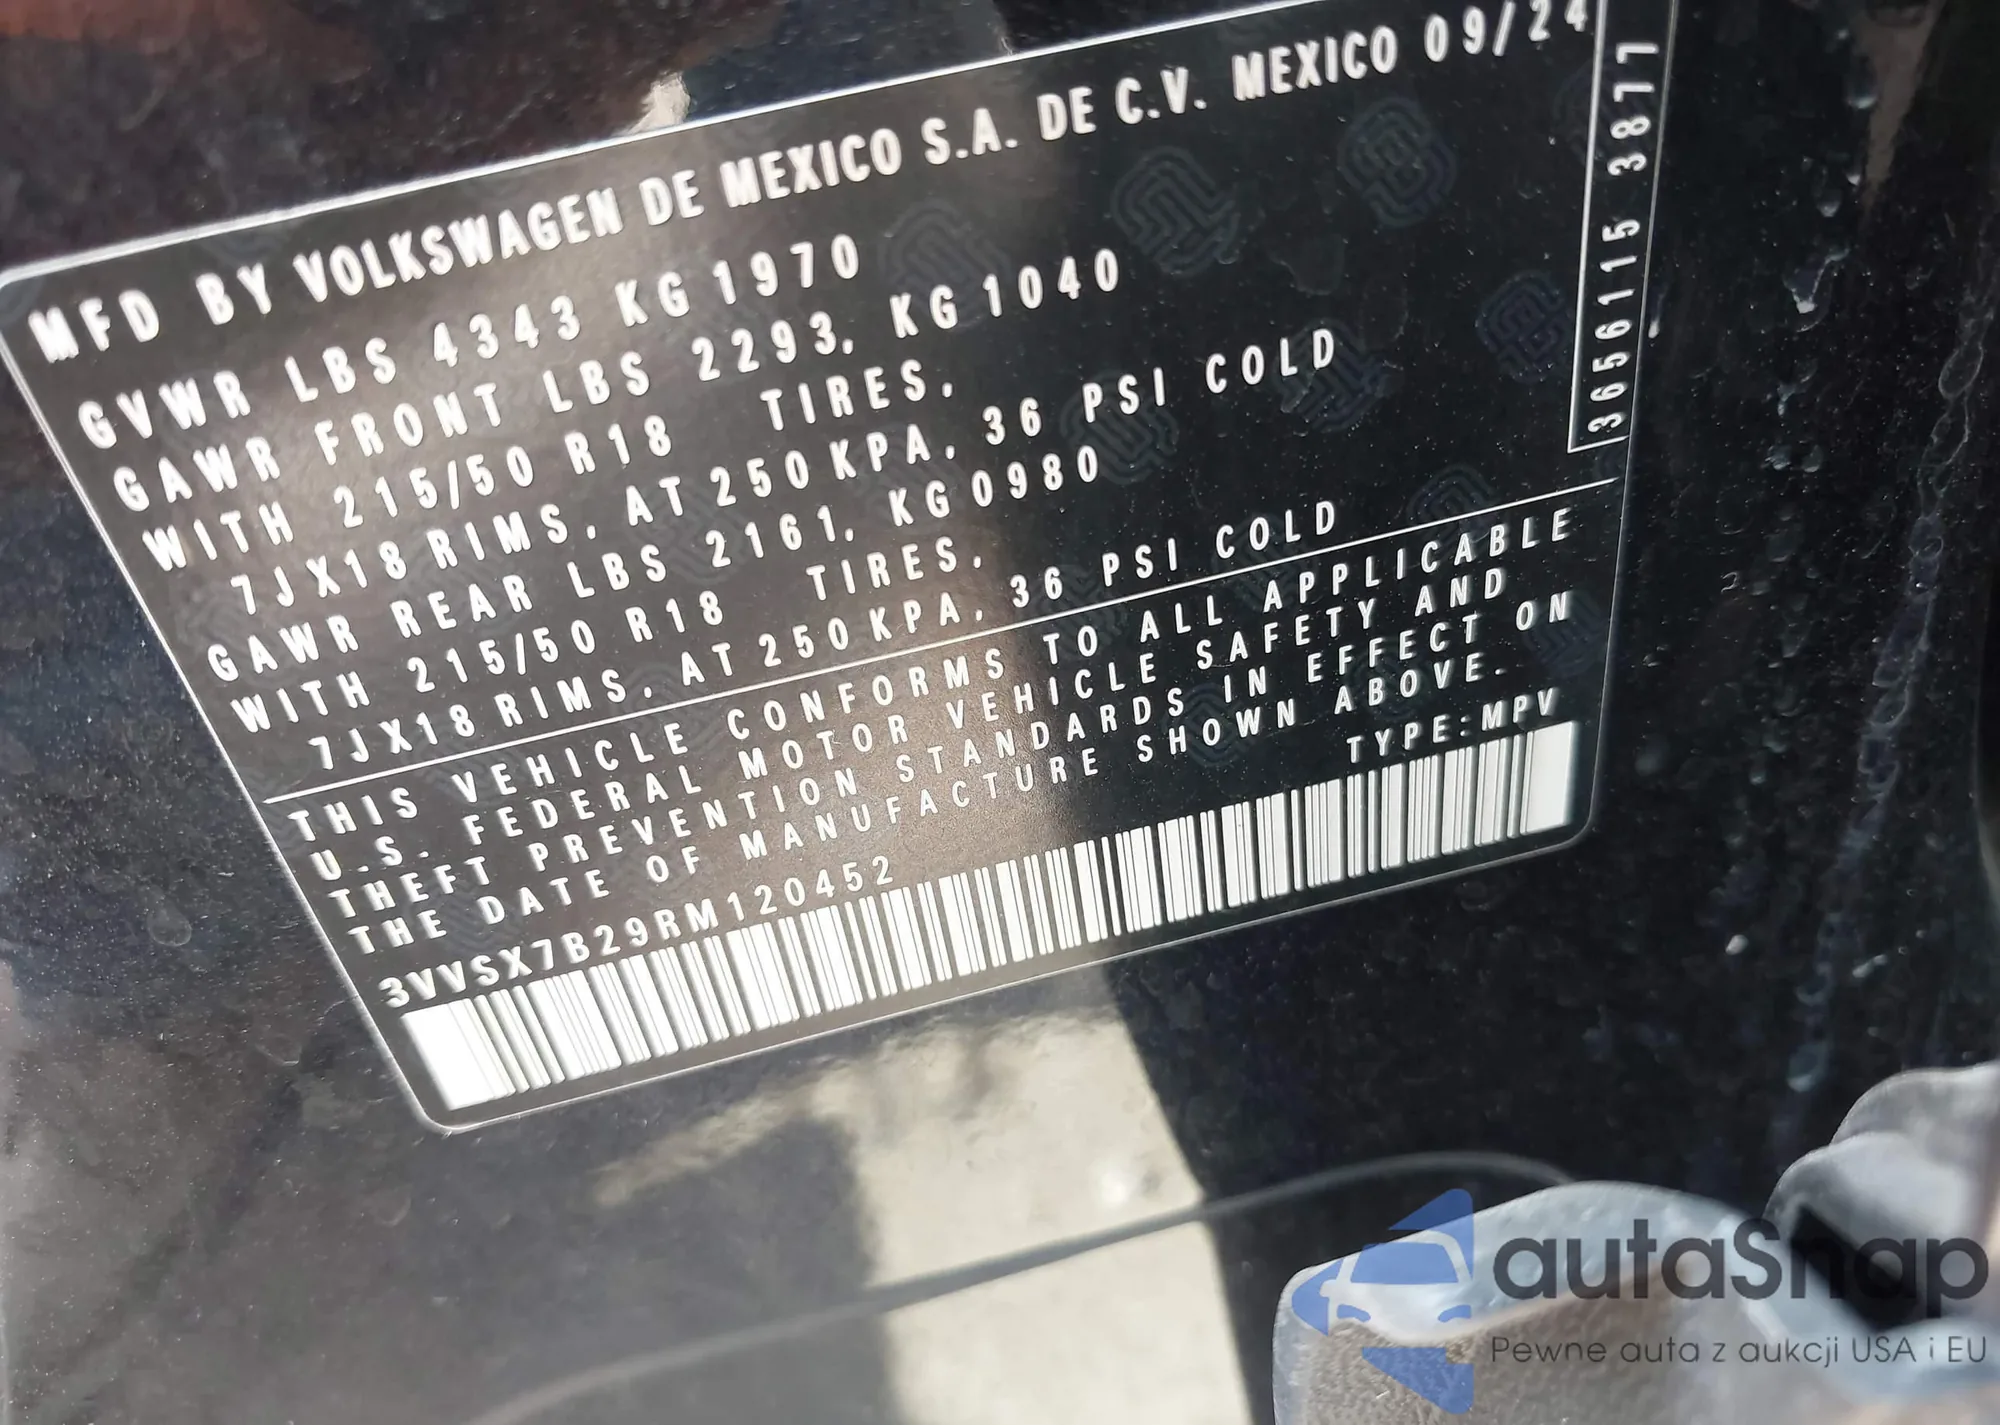 MFD BY VOLKSWAGEN DE MEXICO S.A. DE C.V. MEXICO 09/24
GVWR LBS 4343 KG 1970
GAWR FRONT LBS 2293, KG 1040
WITH 215/50 R18 TIRES,
7JX18 RIMS, AT 250 KPA, 36 PSI COLD
GAWR REAR LBS 2161, KG 0980
WITH 215/50 R18 TIRES,
7JX18 RIMS, AT 250 KPA, 36 PSI COLD
THIS VEHICLE CONFORMS TO ALL APPLICABLE
U.S. FEDERAL MOTOR VEHICLE SAFETY AND
THEFT PREVENTION STANDARDS IN EFFECT ON
THE DATE OF MANUFACTURE SHOWN ABOVE.
TYPE: MPV
3VVSX7B29RM120452
3656115 3877
autaSnap
Pewne auta z aukcji USA i EU